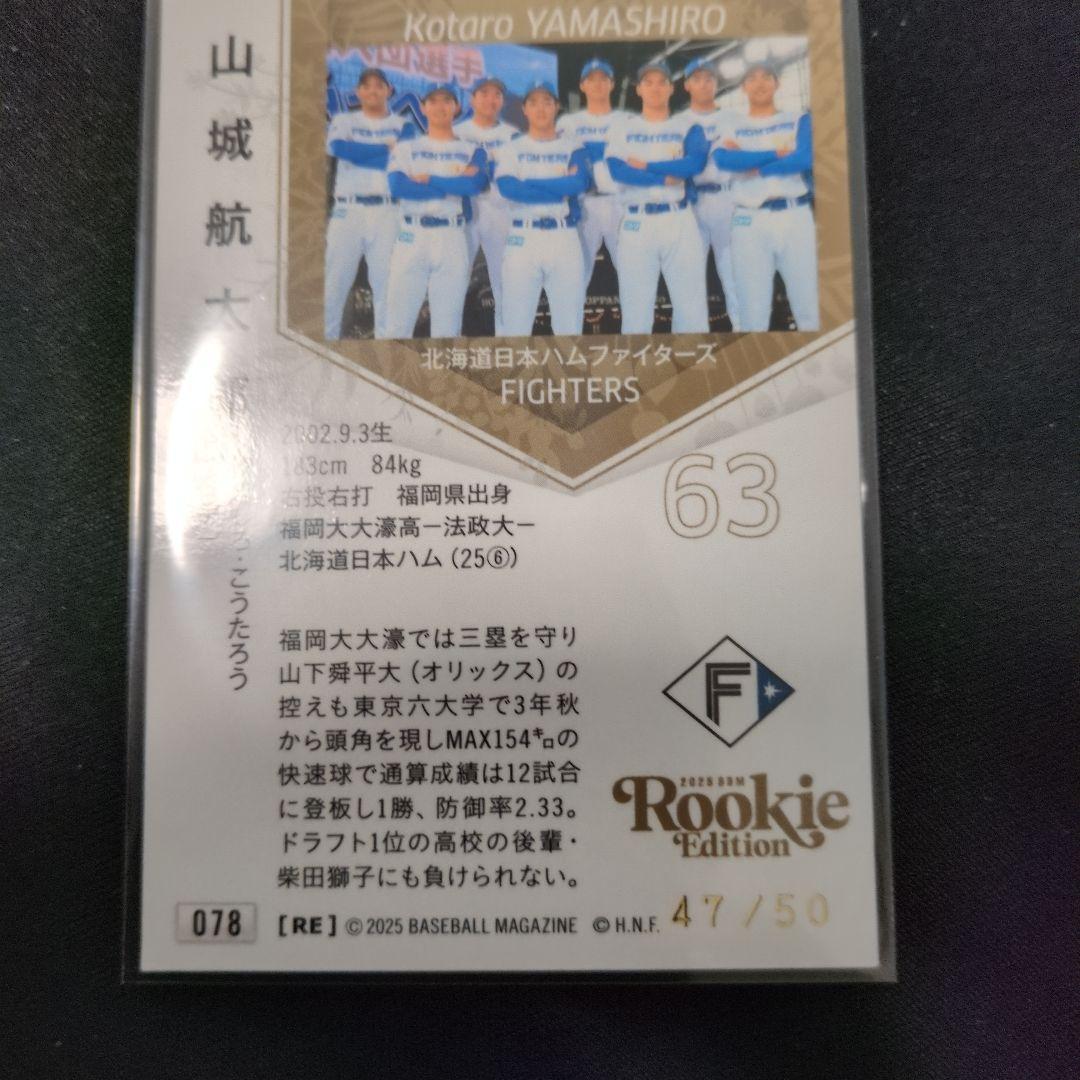 Kotaro YAMASHIRO
山城航大
こうたろう
FIGHTERS
FIGHTERS
FIGHTERS
北海道日本ハムファイターズ
FIGHTERS
2002.9.3生
183cm 84kg
右投右打 福岡県出身
福岡大大濠高ー法政大ー
北海道日本ハム(25⑥)
63
福岡大大濠では三塁を守り
山下舜平大(オリックス)の
控えも東京六大学で3年秋
から頭角を現しMAX154㌔の
快速球で通算成績は12試合
に登板し1勝、防御率2.33。
ドラフト1位の高校の後輩・
柴田獅子にも負けられない。
F
2025 BBM
Rookie
Edition
078 [RE] ©2025 BASEBALL MAGAZINE ©H.N.F. 47/50